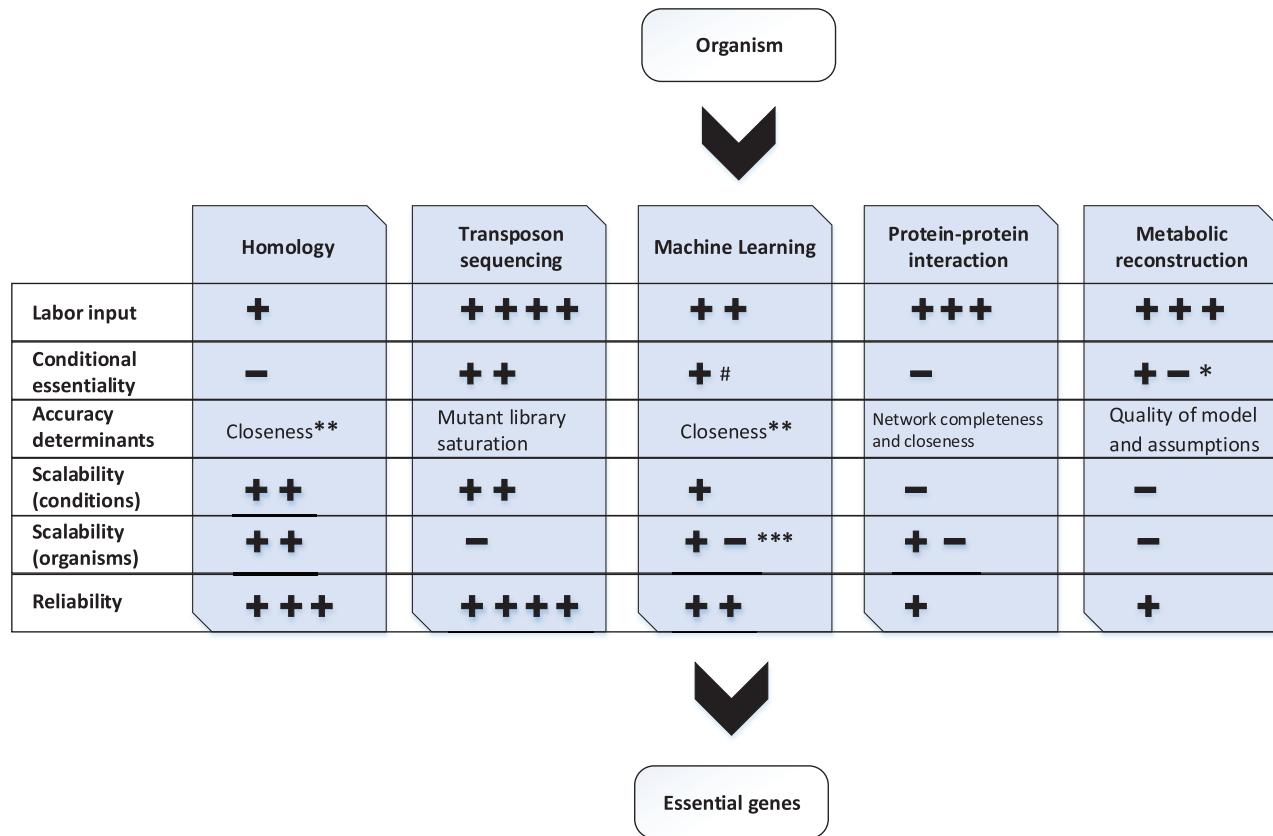 Organism
Homology
Transposon
sequencing
Machine Learning
Protein-protein
interaction
Metabolic
reconstruction
Labor input
+
+ + + +
+ +
+ + +
+ + +
Conditional
essentiality
−
+ +
+ #
−
+ − *
Accuracy
determinants
Closeness**
Mutant library
saturation
Closeness**
Network completeness
and closeness
Quality of model
and assumptions
Scalability
(conditions)
+ +
+ +
+
−
−
Scalability
(organisms)
+ +
−
+ − ***
+ −
−
Reliability
+ + +
+ + + +
+ +
+
+
Essential genes